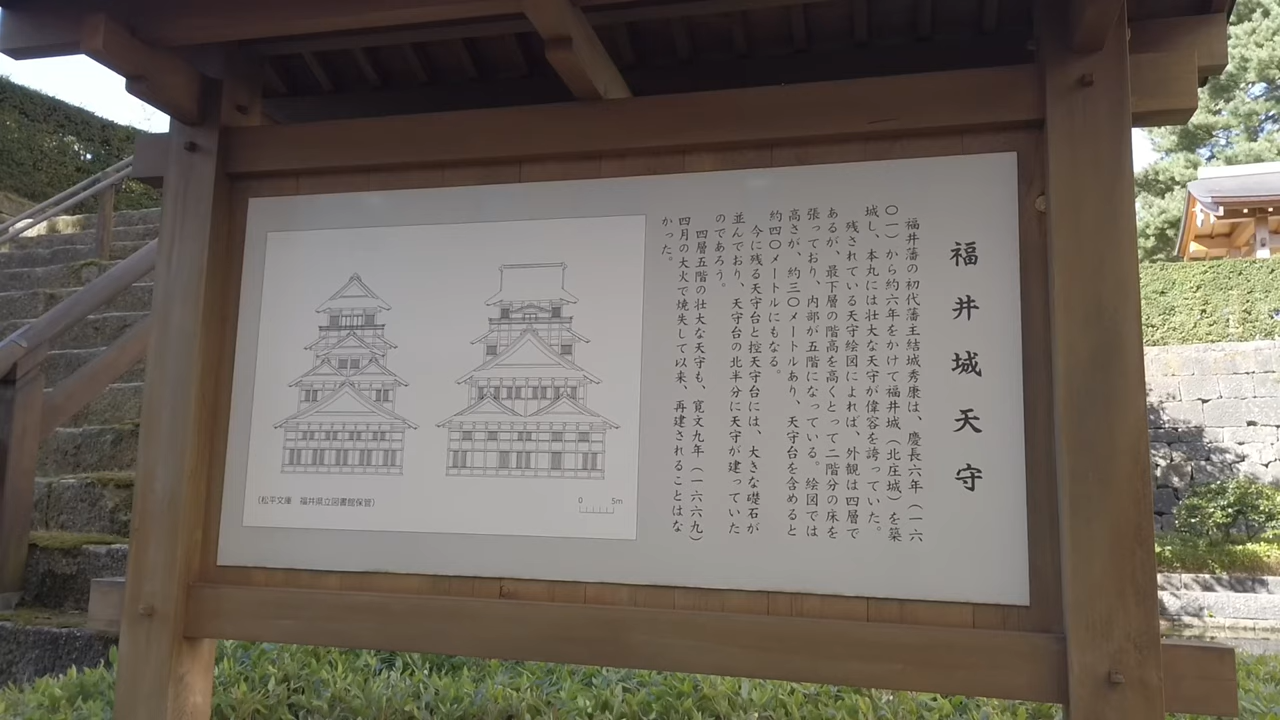 福井城天守
福井藩の初代藩主結城秀康は、慶長六年（一六
〇一）から約六年をかけて福井城（北庄城）を築
城し、本丸には壮大な天守が偉容を誇っていた。
残されている天守絵図によれば、外観は四層で
あるが、最下層の階高を高くとって二階分の床を
張っており、内部が五階になっている。絵図では
高さが、約三〇メートルあり、天守台を含めると
約四〇メートルにもなる。
今に残る天守台と控天守台には、大きな礎石が
並んでおり、天守台の北半分に天守が建っていた
のであろう。
四層五階の壮大な天守も、寛文九年（一六六九）
四月の大火で焼失して以来、再建されることはな
かった。
（松平文庫　福井県立図書館保管）
0 5m